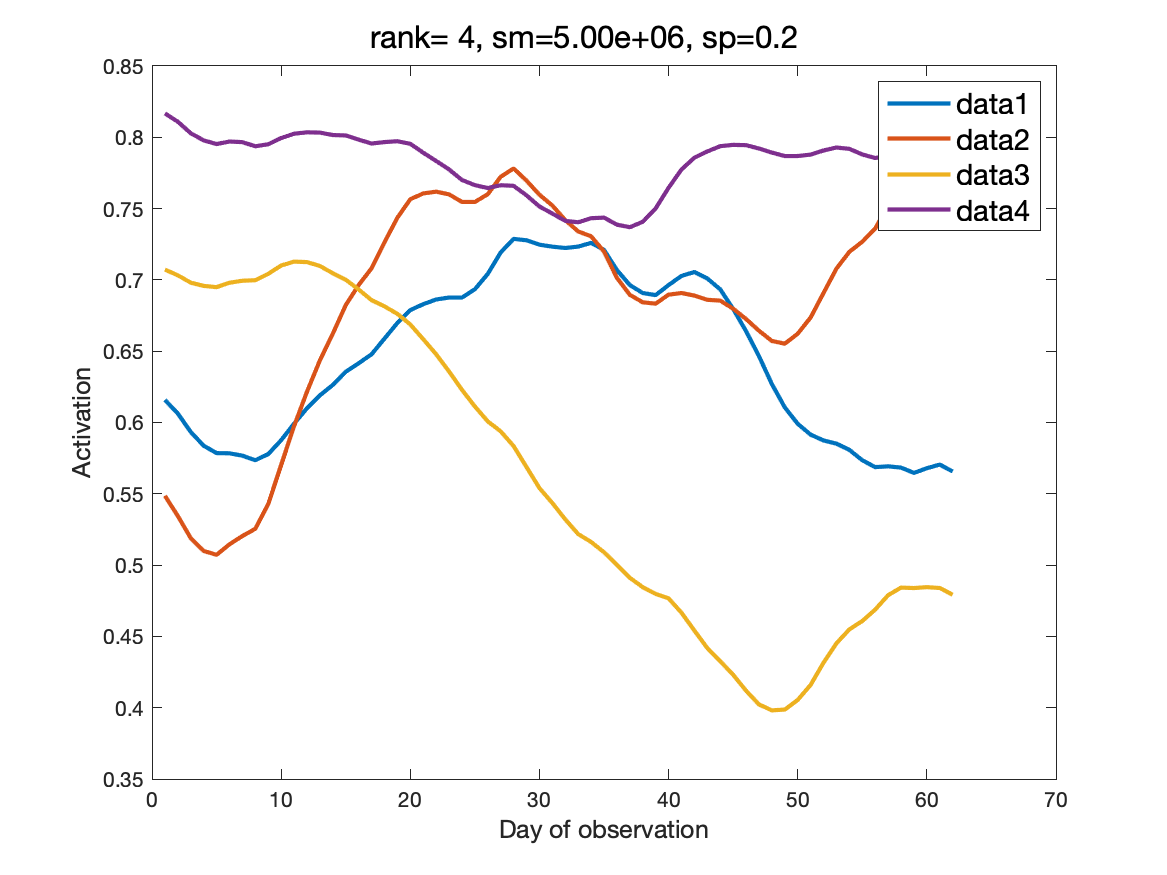 rank= 4, sm=5.00e+06, sp=0.2
0.85
0.8
0.75
0.7
0.65
0.6
0.55
0.5
0.45
0.4
0.35
Activation
data1
data2
data3
data4
0 10 20 30 40 50 60 70
Day of observation